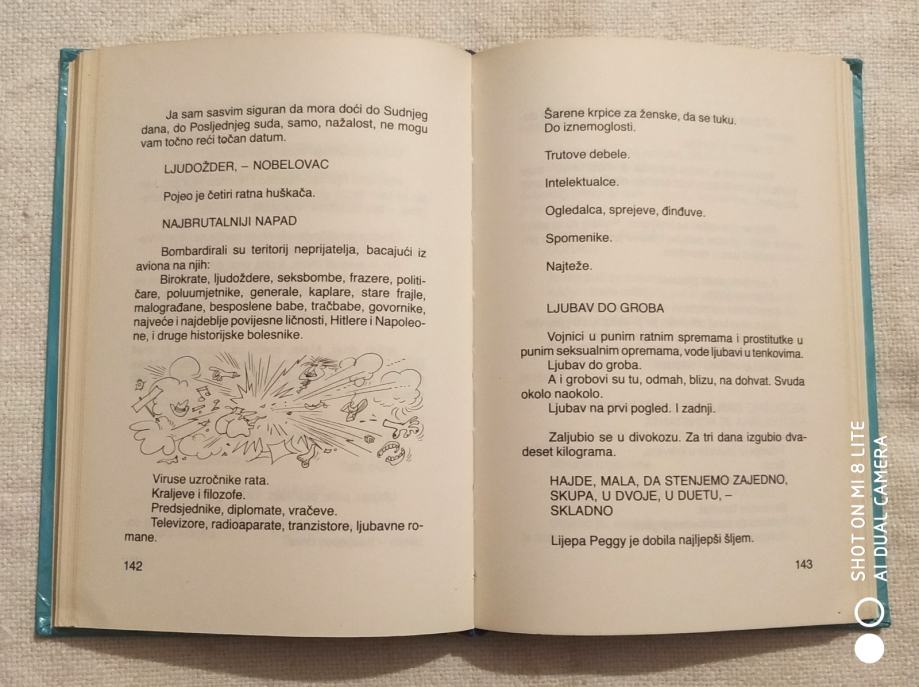 Ja sam sasvim siguran da mora doći do Sudnjeg
dana, do Posljednjeg suda, samo, nažalost, ne mogu
vam točno reći točan datum.
LJUDOŽDER, – NOBELOVAC
Pojeo je četiri ratna huškača.
NAJBRUTALNIJI NAPAD
Bombardirali su teritorij neprijatelja, bacajući iz
aviona na njih:
Birokrate, ljudoždere, seksbombe, frazere, politi-
čare, poluumjetnike, generale, kaplare, stare frajle,
malograđane, besposlene babe, tračbabe, govornike,
najveće i najdeblje povijesne ličnosti, Hitlere i Napoleo-
ne, i druge historijske bolesnike.
Viruse uzročnike rata.
Kraljeve i filozofe.
Predsjednike, diplomate, vračeve.
Televizore, radioaparate, tranzistore, ljubavne ro-
mane.
142
Šarene krpice za ženske, da se tuku.
Do iznemoglosti.
Trutove debele.
Intelektualce.
Ogledalca, sprejeve, đinđuve.
Spomenike.
Najteže.
LJUBAV DO GROBA
Vojnici u punim ratnim spremama i prostitutke u
punim seksualnim opremama, vode ljubavi u tenkovima.
Ljubav do groba.
A i grobovi su tu, odmah, blizu, na dohvat. Svuda
okolo naokolo.
Ljubav na prvi pogled. I zadnji.
Zaljubio se u divokozu. Za tri dana izgubio dva-
deset kilograma.
HAJDE, MALA, DA STENJEMO ZAJEDNO,
SKUPA, U DVOJE, U DUETU, –
SKLADNO
Lijepa Peggy je dobila najljepši šljem.
143
SHOT ON MI 8 LITE
AI DUAL CAMERA